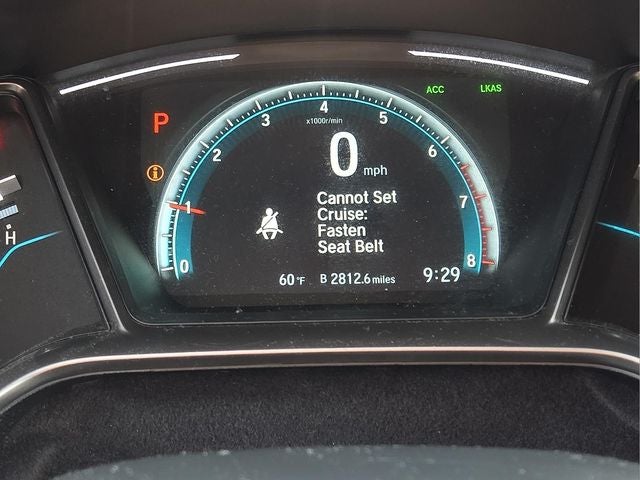 ACC LKAS
4
3 5
x1000r/min
P
2 6
0 mph
1 7
Cannot Set
Cruise:
Fasten
Seat Belt
H
0 8
60°F B 2812.6 miles 9:29